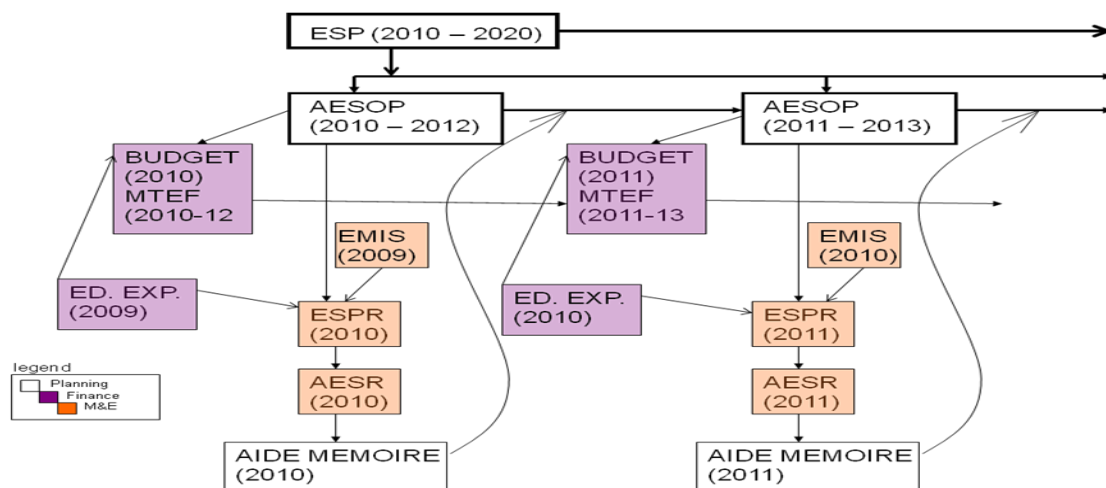 ESP (2010 – 2020)
AESOP
(2010 – 2012)
AESOP
(2011 – 2013)
BUDGET
(2010)
MTEF
(2010-12
BUDGET
(2011)
MTEF
(2011-13
EMIS
(2009)
EMIS
(2010)
ED. EXP.
(2009)
ED. EXP.
(2010)
ESPR
(2010)
ESPR
(2011)
legend
Planning
Finance
M&E
AESR
(2010)
AESR
(2011)
AIDE MEMOIRE
(2010)
AIDE MEMOIRE
(2011)